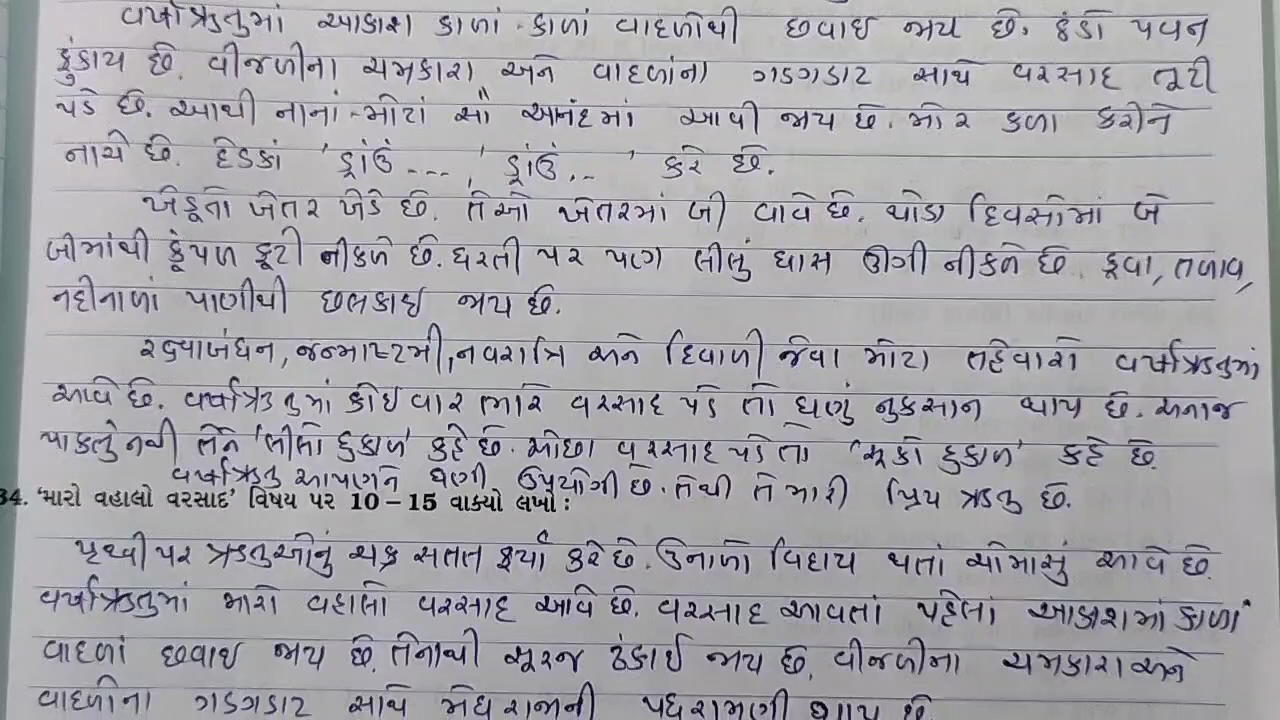 વર્ષાઋતુમાં આકાશ કાળાં-કાળાં વાદળોથી છવાઇ જાય છે. ઠંડો પવન
ફુંકાય છે. વીજળીના ચમકારા અને વાદળાંના ગડગડાટ સાથે વરસાદ તૂટી
પડે છે. આથી નાનાં-મોટાં સૌ આનંદમાં આવી જાય છે. મોર કળા કરીને
નાચે છે. દેડકાં 'ડ્રાંઉં...', ડ્રાંઉં..' કરે છે.
ખેડૂતો ખેતર ખેડે છે. તેઓ ખેતરમાં બી વાવે છે. થોડા દિવસોમાં બે
બીમાંથી કૂંપળ ફૂટી નીકળે છે. ધરતી પર પણ લીલું ઘાસ ઊગી નીકળે છે. કૂવા, તળાવ,
નદીનાળાં પાણીથી છલકાઇ જાય છે.
રક્ષાબંધન, જન્માષ્ટમી, નવરાત્રિ અને દિવાળી જેવા મોટા તહેવારો વર્ષાઋતુમાં
આવે છે. વર્ષાઋતુમાં કોઇ વાર ભારે વરસાદ પડે તો ઘણું નુકસાન થાય છે. અનાજ
પાકતું નથી તેને 'લીલો દુકાળ' કહે છે. ઓછા વરસાદ પડે તો 'સૂકો દુકાળ' કહે છે.
વર્ષાઋતુ આપણને ઘણી ઉપયોગી છે. તેથી તે મારી પ્રિય ઋતુ છે.
34. 'મારો વહાલો વરસાદ' વિષય પર 10 – 15 વાક્યો લખો :
પૃથ્વી પર ઋતુઓનું ચક્ર સતત ફર્યા કરે છે. ઉનાળો વિદાય થતાં ચોમાસું આવે છે.
વર્ષાઋતુમાં મારો વહાલો વરસાદ આવે છે. વરસાદ આવતાં પહેલાં આકાશમાં કાળાં
વાદળાં છવાઇ જાય છે. તેનાથી સૂરજ ઢંકાઈ જાય છે. વીજળીના ચમકારા અને
વાદળીના ગડગડાટ સાથે મેઘરાજાની પધરામણી થાય છે